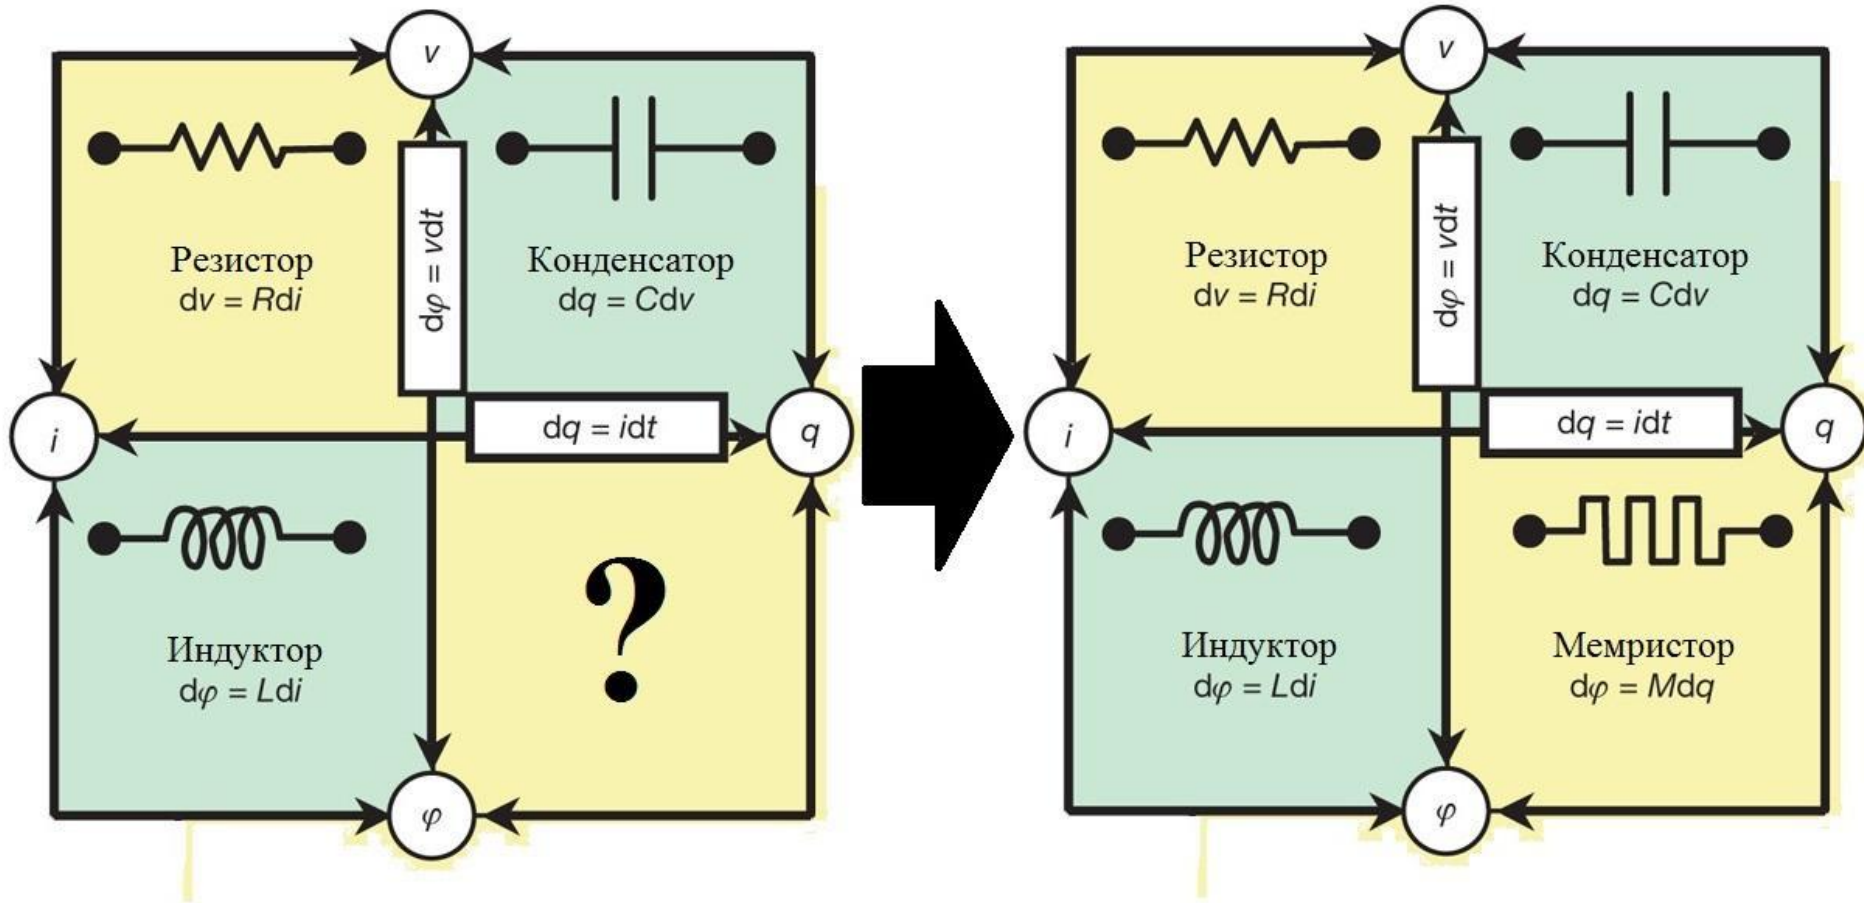 v
Резистор
dv = Rdi
dφ = vdt
Конденсатор
dq = Cdv
i
dq = idt
q
Индуктор
dφ = Ldi
?
φ
v
Резистор
dv = Rdi
dφ = vdt
Конденсатор
dq = Cdv
i
dq = idt
q
Индуктор
dφ = Ldi
Мемристор
dφ = Mdq
φ